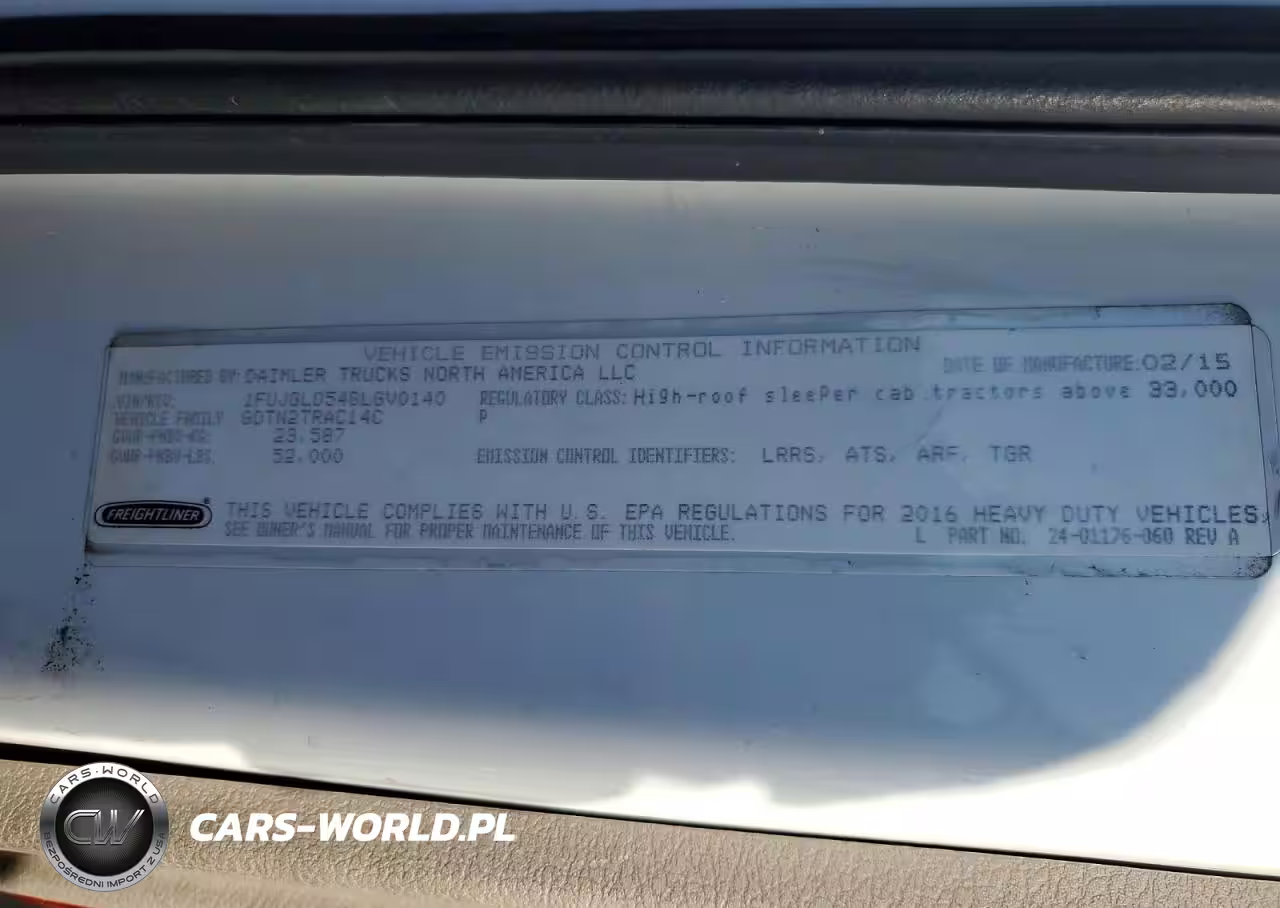 VEHICLE EMISSION CONTROL INFORMATION
MANUFACTURED BY: DAIMLER TRUCKS NORTH AMERICA LLC DATE OF MANUFACTURE: 02/15
REGULATORY CLASS: High-roof sleeper cab tractors above 33,000
VEHICLE FAMILY GDTN2TRAC14C P
23.587
52.000 EMISSION CONTROL IDENTIFIERS: LRRS, ATS, ARF, TGR
FREIGHTLINER® THIS VEHICLE COMPLIES WITH U.S. EPA REGULATIONS FOR 2016 HEAVY DUTY VEHICLES.
SEE OWNER'S MANUAL FOR PROPER MAINTENANCE OF THIS VEHICLE. L PART NO. 24-01176-060 REV A
CARS-WORLD
CW
BEZPOŚREDNI IMPORT Z USA
CARS-WORLD.PL